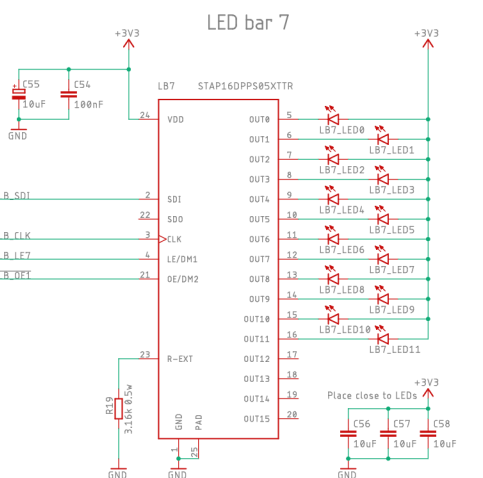 LED bar 7
+3V3
+3V3
C55
10uF
C54
100nF
GND
LB7
STAP16DPPS05XTTR
24 VDD
OUT0 5
LB7_LED0
OUT1 6
LB7_LED1
OUT2 7
LB7_LED2
OUT3 8
LB7_LED3
B_SDI
2 SDI
OUT4 9
LB7_LED4
22 SDO
OUT5 10
LB7_LED5
B_CLK
3 CLK
OUT6 11
LB7_LED6
B_LE7
4 LE/DM1
OUT7 12
LB7_LED7
B_OE1
21 OE/DM2
OUT8 13
LB7_LED8
OUT9 14
LB7_LED9
OUT10 15
LB7_LED10
OUT11 16
LB7_LED11
23 R-EXT
OUT12 17
OUT13 18
OUT14 19
OUT15 20
R19
3.16k 0.5w
GND
PAD
1
25
GND
GND
+3V3
Place close to LEDs
C56
10uF
C57
10uF
C58
10uF
GND